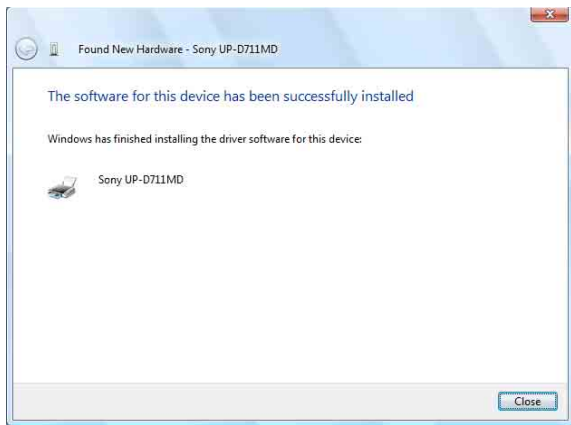 Found New Hardware - Sony UP-D711MD
The software for this device has been successfully installed
Windows has finished installing the driver software for this device:
Sony UP-D711MD
Close